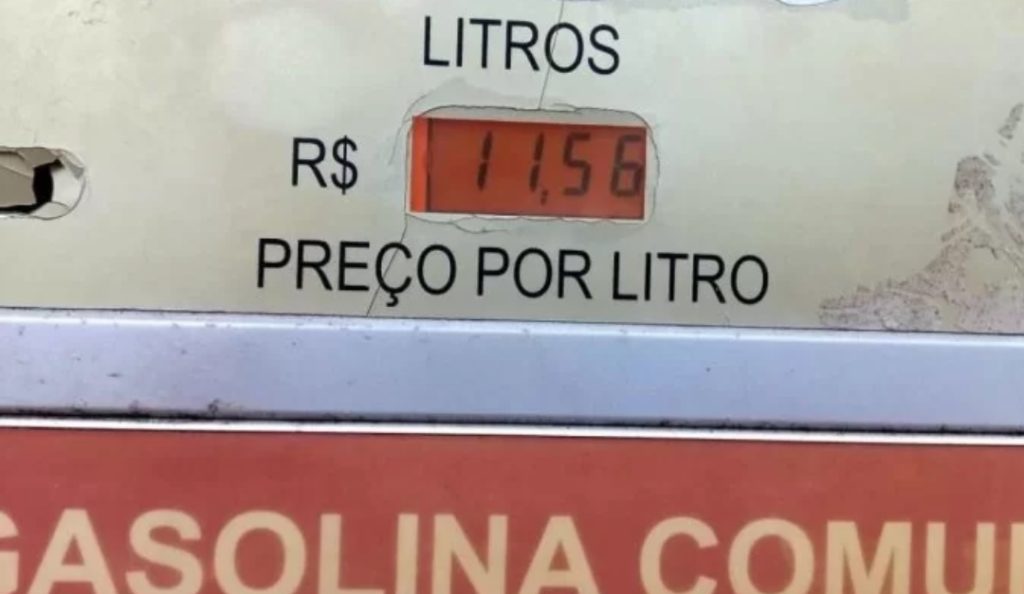 LITROS
R$ 11,56
PREÇO POR LITRO
GASOLINA COMU